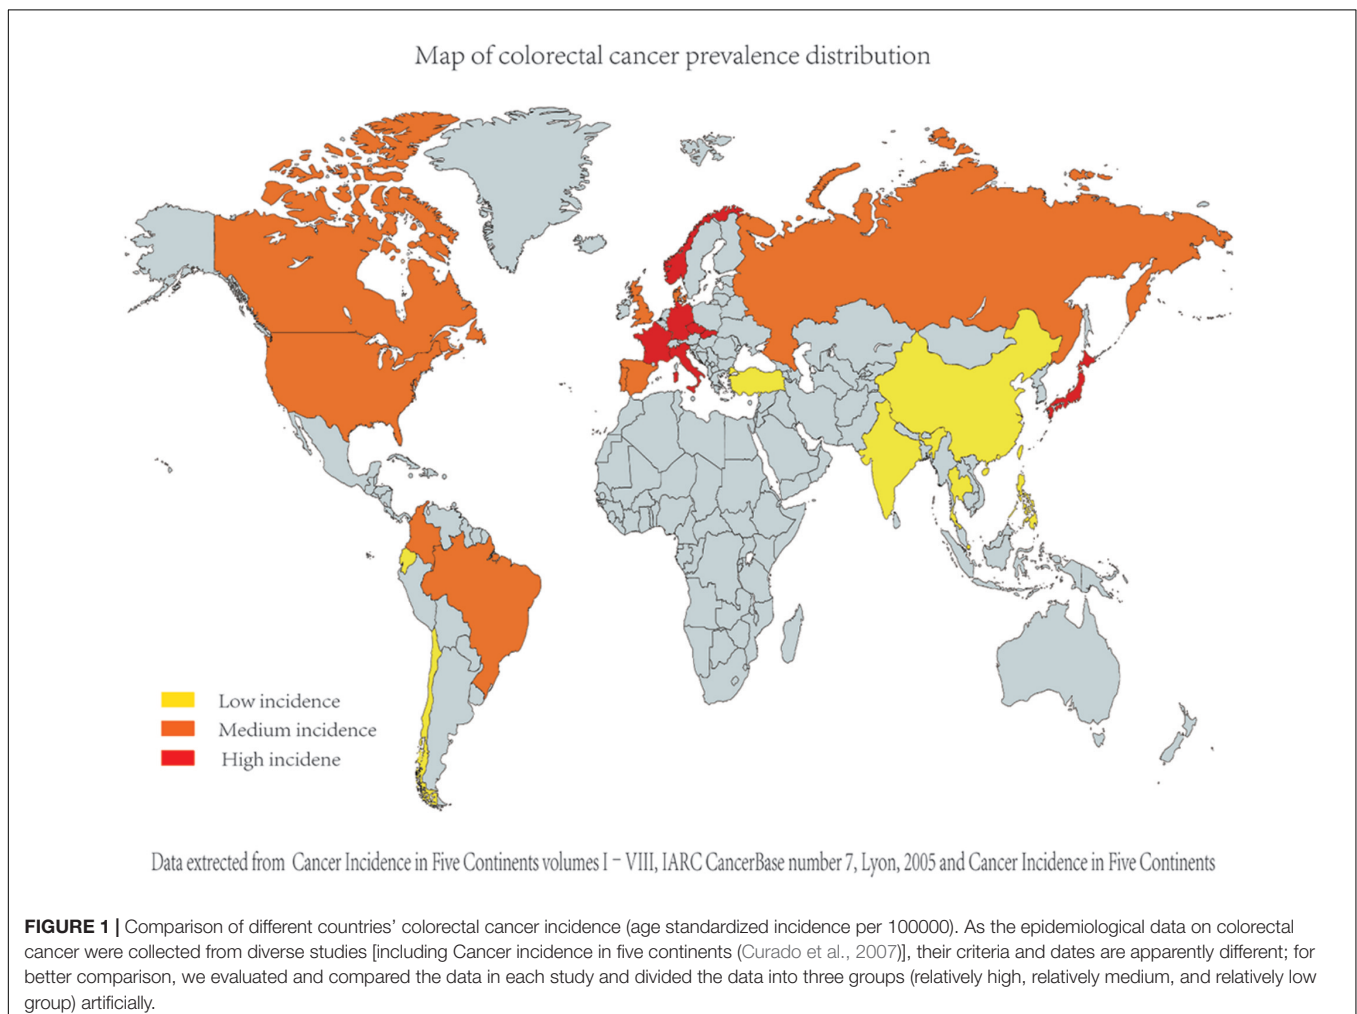 Map of colorectal cancer prevalence distribution
Low incidence
Medium incidence
High incidene
Data extrected from Cancer Incidence in Five Continents volumes I – VIII, IARC CancerBase number 7, Lyon, 2005 and Cancer Incidence in Five Continents
FIGURE 1 | Comparison of different countries' colorectal cancer incidence (age standardized incidence per 100000). As the epidemiological data on colorectal
cancer were collected from diverse studies [including Cancer incidence in five continents (Curado et al., 2007)], their criteria and dates are apparently different; for
better comparison, we evaluated and compared the data in each study and divided the data into three groups (relatively high, relatively medium, and relatively low
group) artificially.